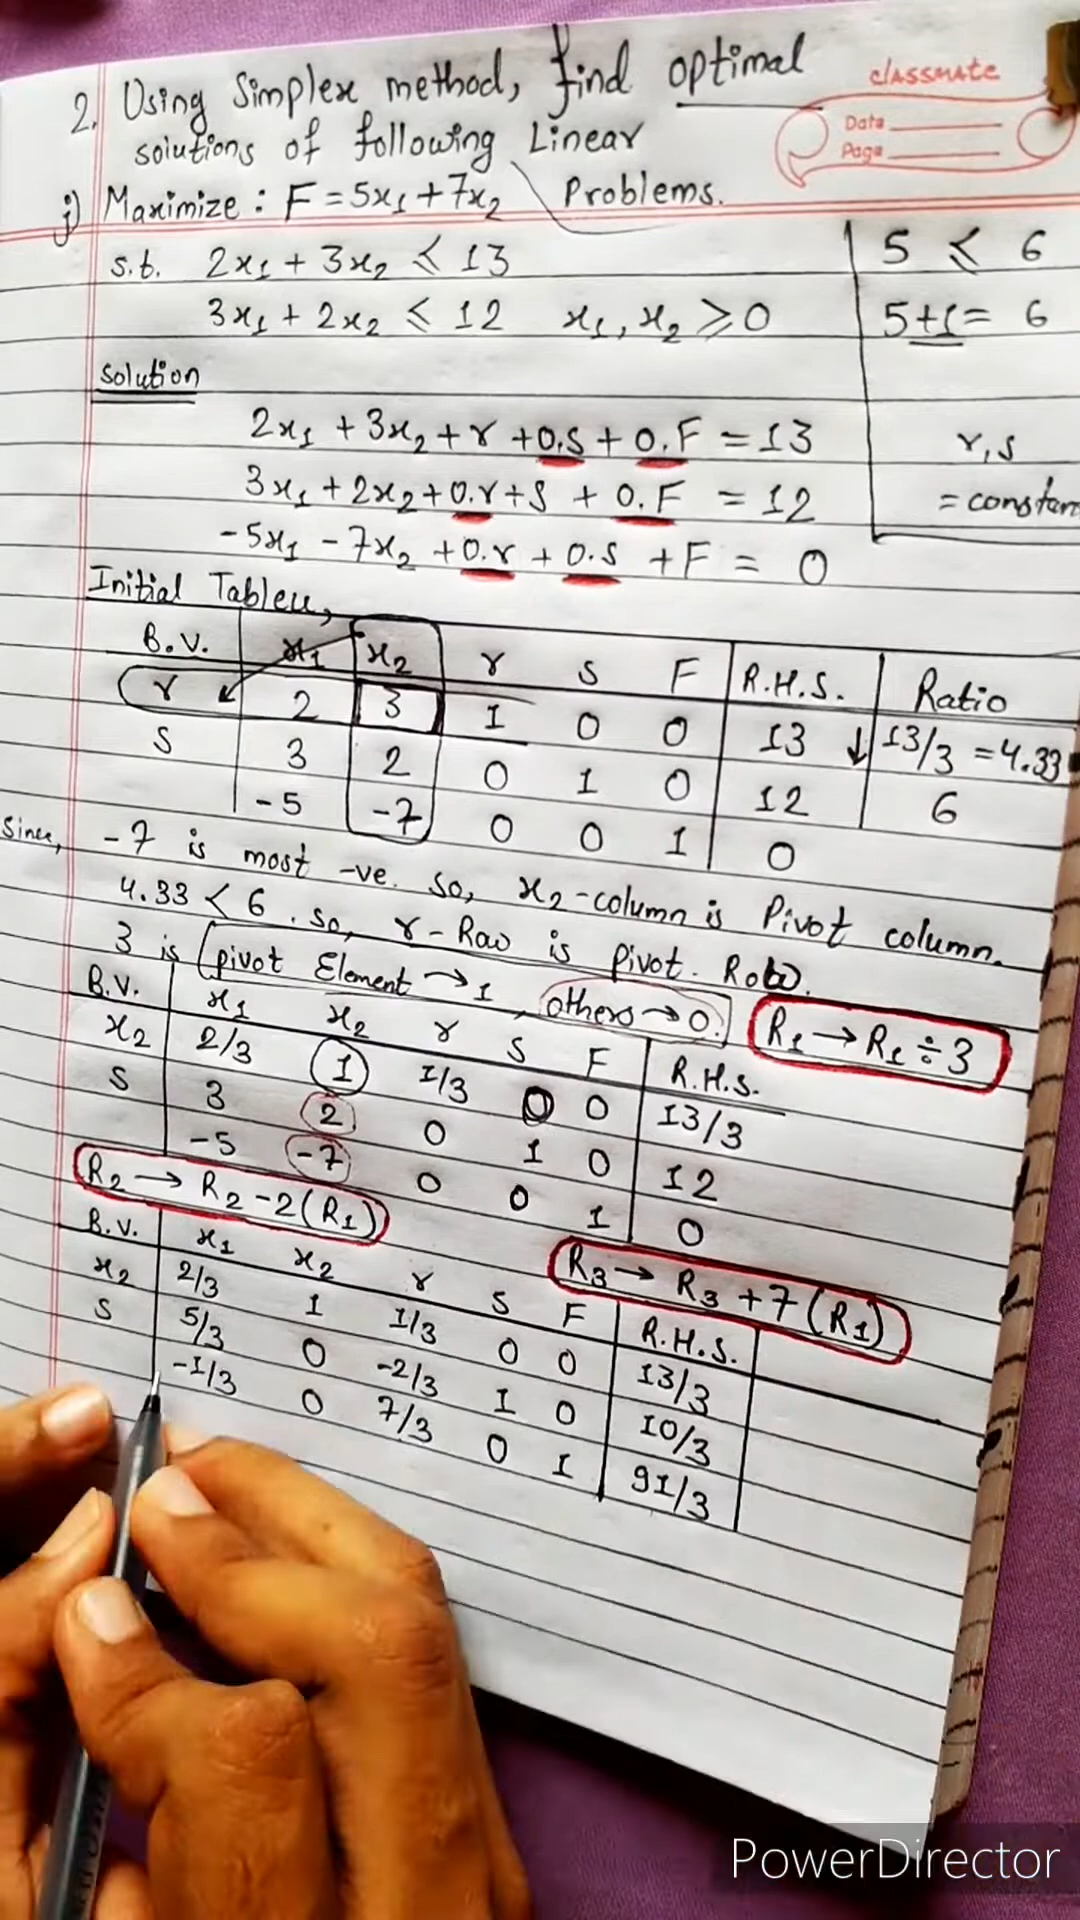 2. Using Simplex method, find optimal
solutions of following Linear
Problems.
classmate
Date
Page
i) Maximize : F = 5x₁ + 7x₂
s.t. 2x₁ + 3x₂ ≤ 13
3x₁ + 2x₂ ≤ 12 x₁, x₂ ≥ 0
5 ≤ 6
5+1 = 6
r, s
= constan
Solution
2x₁ + 3x₂ + r + 0.s + 0.F = 13
3x₁ + 2x₂ + 0.r + s + 0.F = 12
-5x₁ - 7x₂ + 0.r + 0.s + F = 0
Initial Tableu,
B.V. x₁ x₂ r s F R.H.S. Ratio
r 2 3 1 0 0 13 13/3 = 4.33
s 3 2 0 1 0 12 6
-5 -7 0 0 1 0
Since, -7 is most -ve. so, x₂-column is Pivot column.
4.33 < 6. so, r-Row is pivot. Row.
3 is pivot Element → 1, others → 0.
R₁ → R₁ ÷ 3
B.V. x₁ x₂ r s F R.H.S.
x₂ 2/3 1 1/3 0 0 13/3
s 3 2 0 1 0 12
-5 -7 0 0 1 0
R₂ → R₂ - 2(R₁)
R₃ → R₃ + 7(R₁)
B.V. x₁ x₂ r s F R.H.S.
x₂ 2/3 1 1/3 0 0 13/3
s 5/3 0 -2/3 1 0 10/3
-1/3 0 7/3 0 1 91/3
PowerDirector